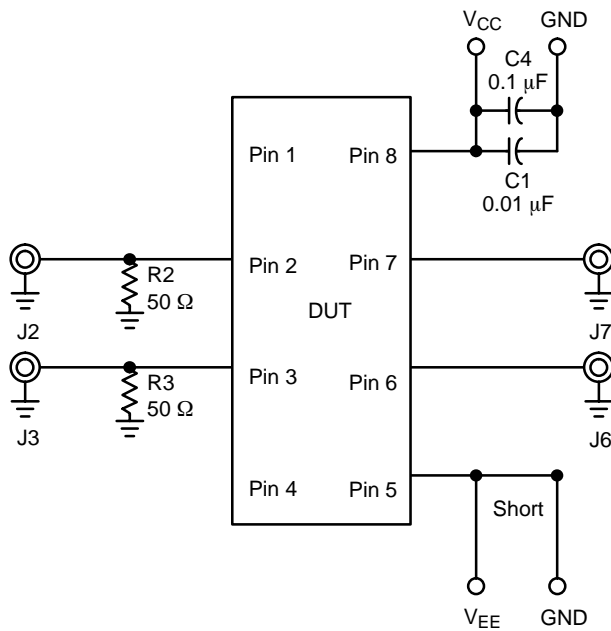 VCC GND
C4
0.1 μF
Pin 1 Pin 8
C1
0.01 μF
Pin 2 Pin 7
R2
50 Ω
DUT
J2 J7
Pin 3 Pin 6
R3
50 Ω
J3 J6
Pin 4 Pin 5
Short
VEE GND